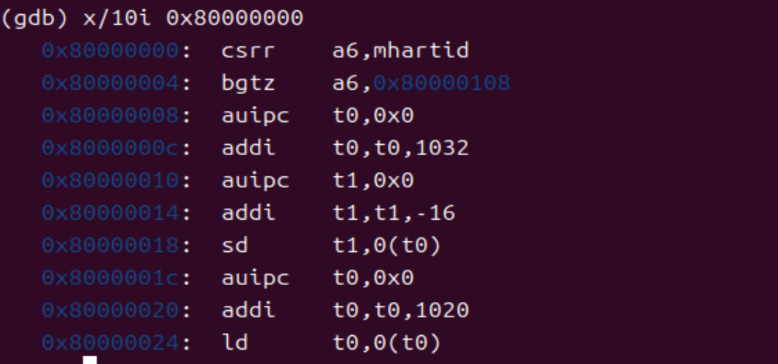 (gdb) x/10i 0x80000000
0x80000000: csrr a6,mhartid
0x80000004: bgtz a6,0x80000108
0x80000008: auipc t0,0x0
0x8000000c: addi t0,t0,1032
0x80000010: auipc t1,0x0
0x80000014: addi t1,t1,-16
0x80000018: sd t1,0(t0)
0x8000001c: auipc t0,0x0
0x80000020: addi t0,t0,1020
0x80000024: ld t0,0(t0)